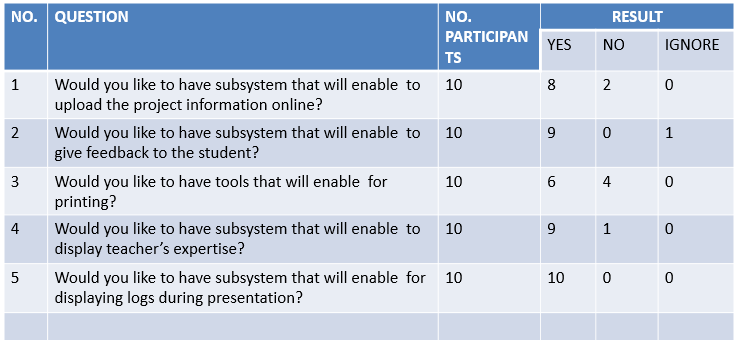 NO. QUESTION NO. PARTICIPAN TS RESULT
YES NO IGNORE
1 Would you like to have subsystem that will enable to 10 8 2 0
upload the project information online?
2 Would you like to have subsystem that will enable to 10 9 0 1
give feedback to the student?
3 Would you like to have tools that will enable for 10 6 4 0
printing?
4 Would you like to have subsystem that will enable to 10 9 1 0
display teacher's expertise?
5 Would you like to have subsystem that will enable for 10 10 0 0
displaying logs during presentation?